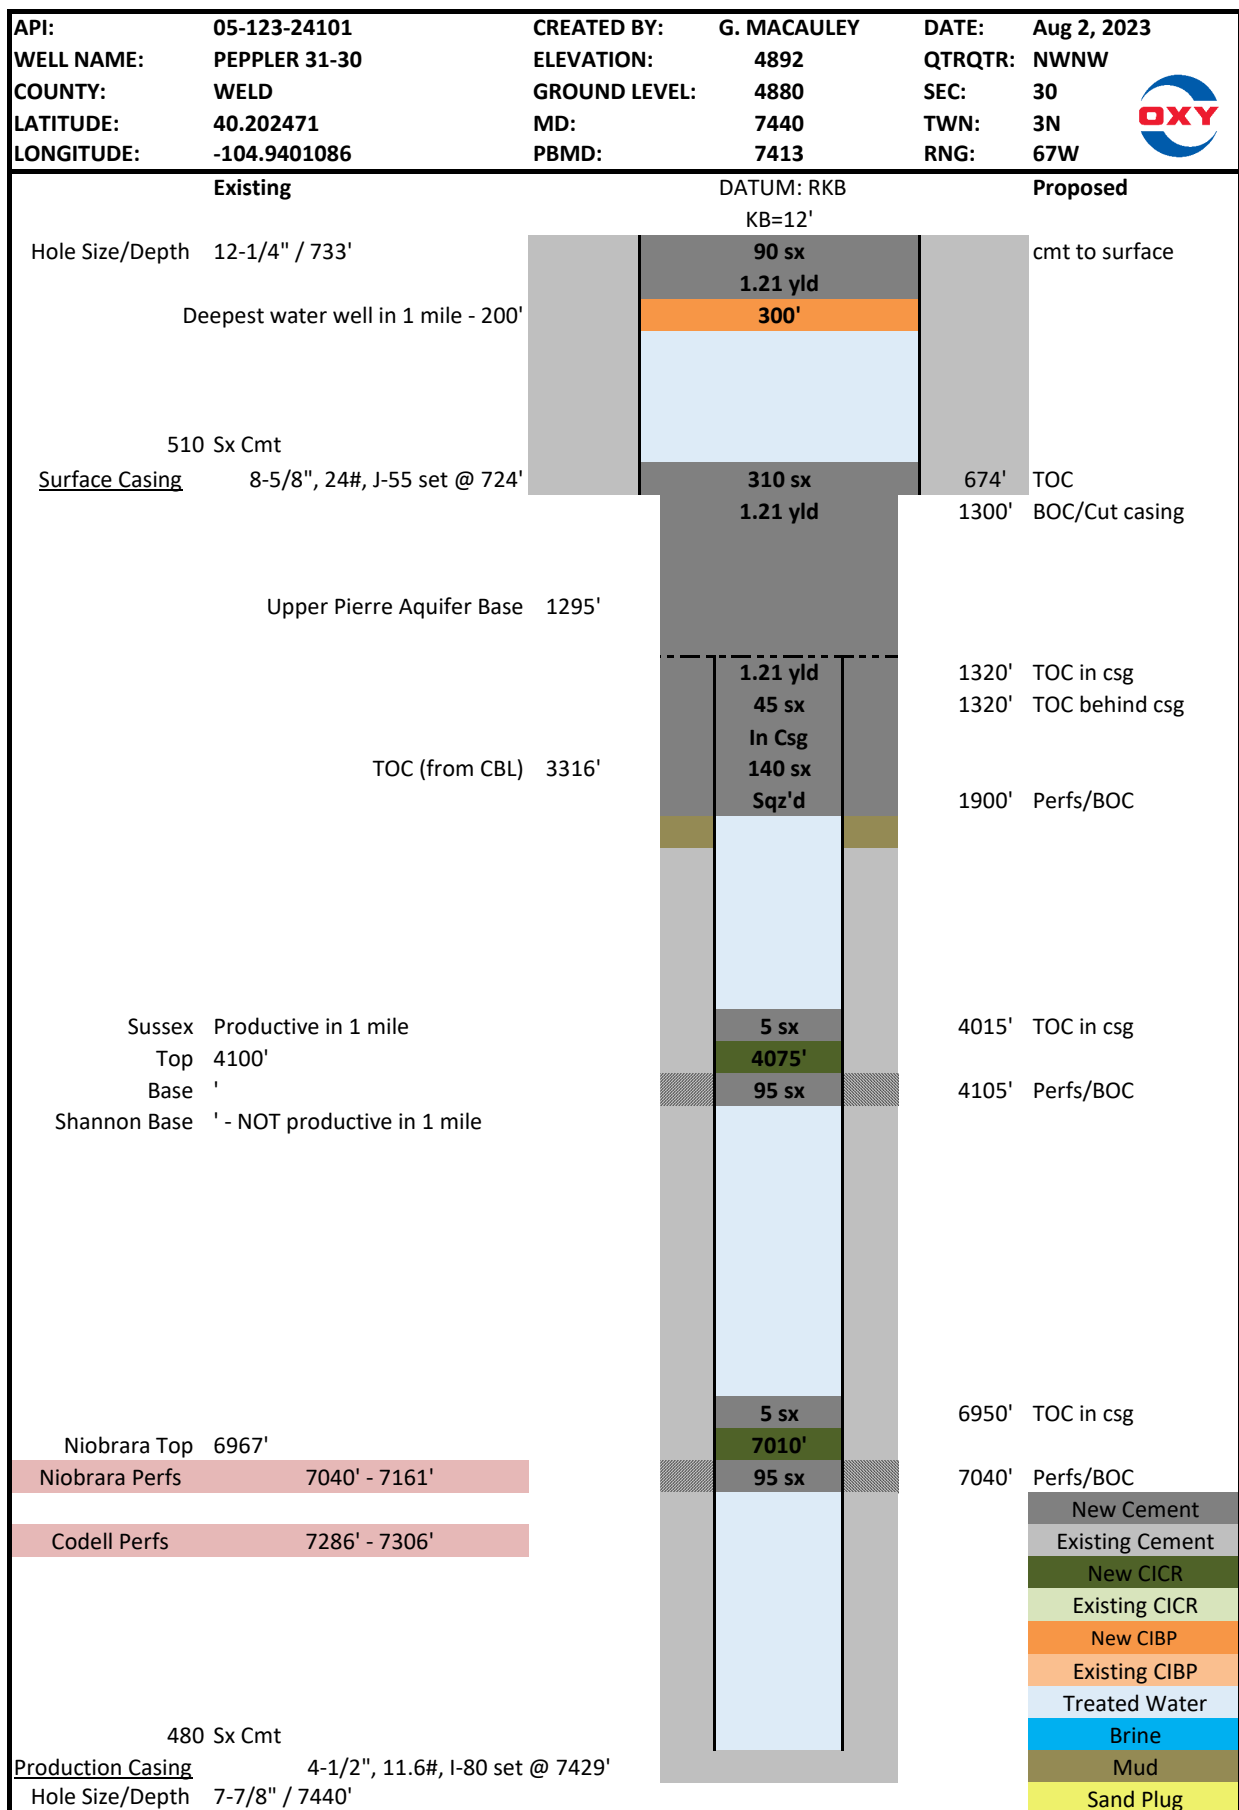 API: 05-123-24101 CREATED BY: G. MACAULEY DATE: Aug 2, 2023
WELL NAME: PEPPLER 31-30 ELEVATION: 4892 QTRQTR: NWNW
COUNTY: WELD GROUND LEVEL: 4880 SEC: 30
LATITUDE: 40.202471 MD: 7440 TWN: 3N
LONGITUDE: -104.9401086 PBMD: 7413 RNG: 67W
OXY
Existing DATUM: RKB Proposed
KB=12'
Hole Size/Depth 12-1/4" / 733' 90 sx cmt to surface
1.21 yld
Deepest water well in 1 mile - 200' 300'
510 Sx Cmt
Surface Casing 8-5/8", 24#, J-55 set @ 724' 310 sx 674' TOC
1.21 yld 1300' BOC/Cut casing
Upper Pierre Aquifer Base 1295'
1.21 yld 1320' TOC in csg
45 sx 1320' TOC behind csg
In Csg
TOC (from CBL) 3316' 140 sx
Sqz'd 1900' Perfs/BOC
Sussex Productive in 1 mile 5 sx 4015' TOC in csg
Top 4100' 4075'
Base ' 95 sx 4105' Perfs/BOC
Shannon Base ' - NOT productive in 1 mile
5 sx 6950' TOC in csg
Niobrara Top 6967' 7010'
Niobrara Perfs 7040' - 7161' 95 sx 7040' Perfs/BOC
New Cement
Codell Perfs 7286' - 7306' Existing Cement
New CICR
Existing CICR
New CIBP
Existing CIBP
Treated Water
480 Sx Cmt Brine
Production Casing 4-1/2", 11.6#, I-80 set @ 7429' Mud
Hole Size/Depth 7-7/8" / 7440' Sand Plug